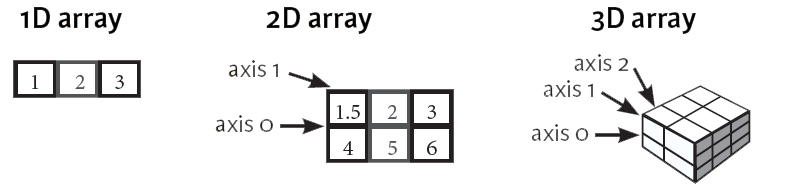 1D array
2D array
3D array
1 2 3
axis 1
axis 0
1.5 2 3
4 5 6
axis 2
axis 1
axis 0